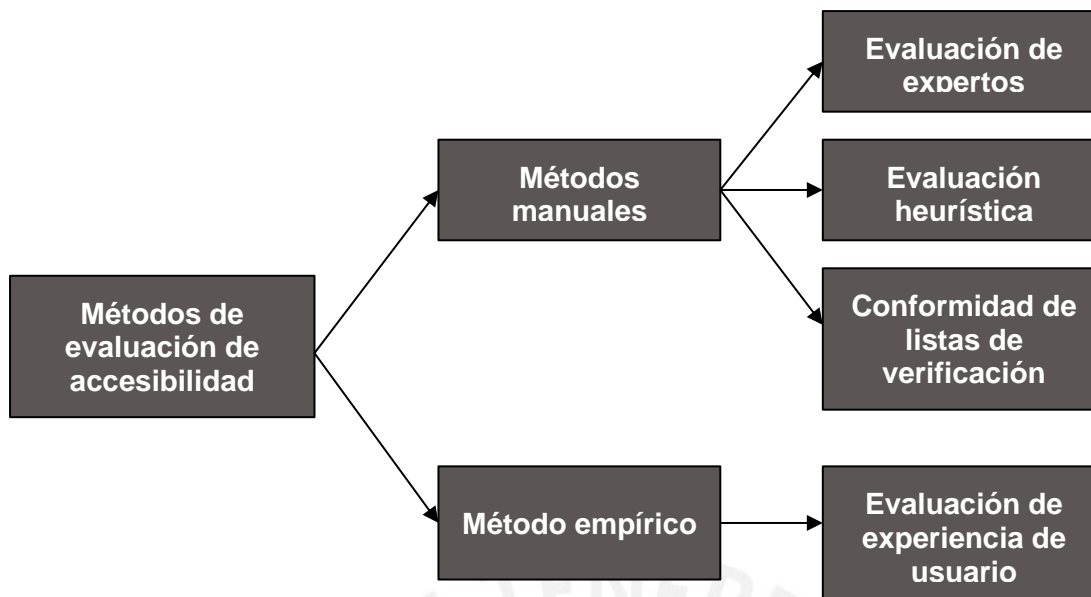 Evaluación de
expertos
Métodos
manuales
Evaluación
heurística
Métodos de
evaluación de
accesibilidad
Conformidad de
listas de
verificación
Método empírico
Evaluación de
experiencia de
usuario